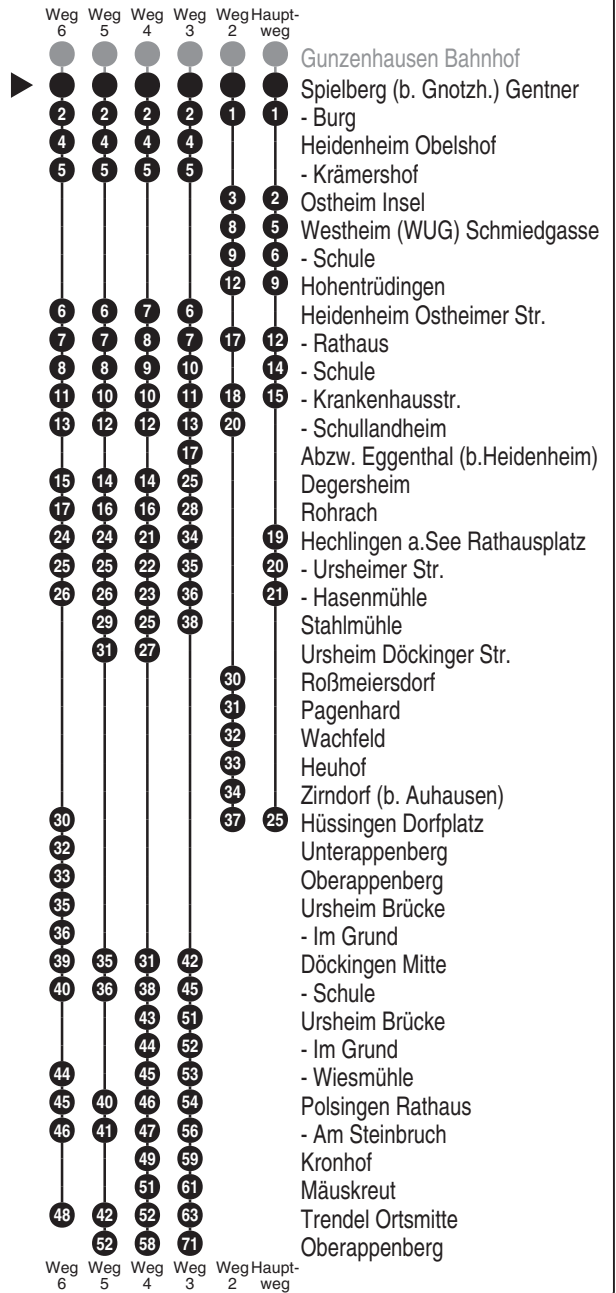 Weg 6 Weg 5 Weg 4 Weg 3 Weg 2 Haupt-weg
Gunzenhausen Bahnhof
Spielberg (b. Gnotzh.) Gentner
2 2 2 2 1 1 - Burg
4 4 4 4 Heidenheim Obelshof
5 5 5 5 - Krämershof
3 2 Ostheim Insel
8 5 Westheim (WUG) Schmiedgasse
9 6 - Schule
12 9 Hohentrüdingen
6 6 7 6 Heidenheim Ostheimer Str.
7 7 8 7 17 12 - Rathaus
8 8 9 10 14 - Schule
11 10 10 11 18 15 - Krankenhausstr.
13 12 12 13 20 - Schullandheim
17 Abzw. Eggenthal (b.Heidenheim)
15 14 14 25 Degersheim
17 16 16 28 Rohrach
24 24 21 34 19 Hechlingen a.See Rathausplatz
25 25 22 35 20 - Ursheimer Str.
26 26 23 36 21 - Hasenmühle
29 25 38 Stahlmühle
31 27 Ursheim Döckinger Str.
30 Roßmeiersdorf
31 Pagenhard
32 Wachfeld
33 Heuhof
34 Zirndorf (b. Auhausen)
30 37 25 Hüssingen Dorfplatz
32 Unterappenberg
33 Oberappenberg
35 Ursheim Brücke
36 - Im Grund
39 35 31 42 Döckingen Mitte
40 36 38 45 - Schule
43 51 Ursheim Brücke
44 52 - Im Grund
44 45 53 - Wiesmühle
45 40 46 54 Polsingen Rathaus
46 41 47 56 - Am Steinbruch
49 59 Kronhof
51 61 Mäuskreut
48 42 52 63 Trendel Ortsmitte
52 58 71 Oberappenberg
Weg 6 Weg 5 Weg 4 Weg 3 Weg 2 Haupt-weg